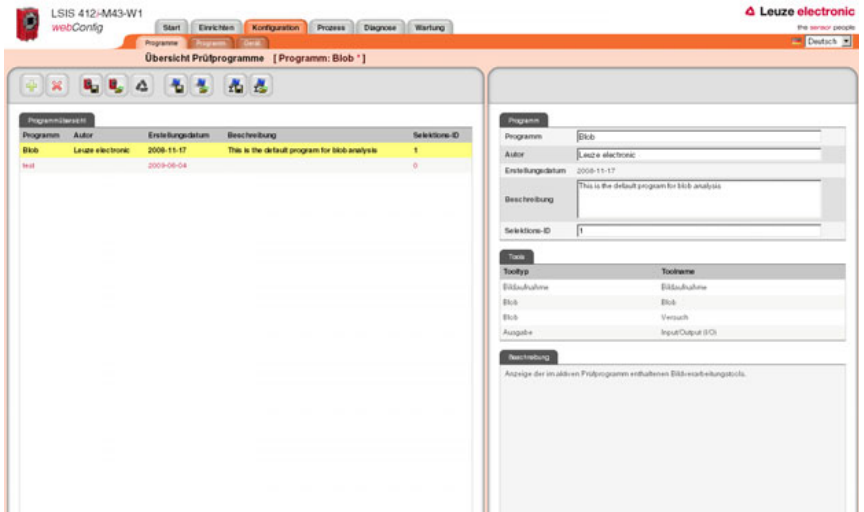 LSIS 412i-M43-W1
webConfig
Leuze electronic
the sensor people
Start Einrichten Konfiguration Prozess Diagnose Wartung
Programme Programm Gerät
Deutsch
Übersicht Prüfprogramme [Programm: Blob *]
Programmübersicht
Programm Autor Erstellungsdatum Beschreibung Selektions-ID
Blob Leuze electronic 2008-11-17 This is the default program for blob analysis 1
test 2009-06-04 0
Programm
Programm Blob
Autor Leuze electronic
Erstellungsdatum 2008-11-17
Beschreibung This is the default program for blob analysis
Selektions-ID 1
Tools
Tooltyp Toolname
Bildaufnahme Bildaufnahme
Blob Blob
Blob Versuch
Ausgabe Input/Output (I/O)
Beschreibung
Anzeige der im aktiven Prüfprogramm enthaltenen Bildverarbeitungstools.